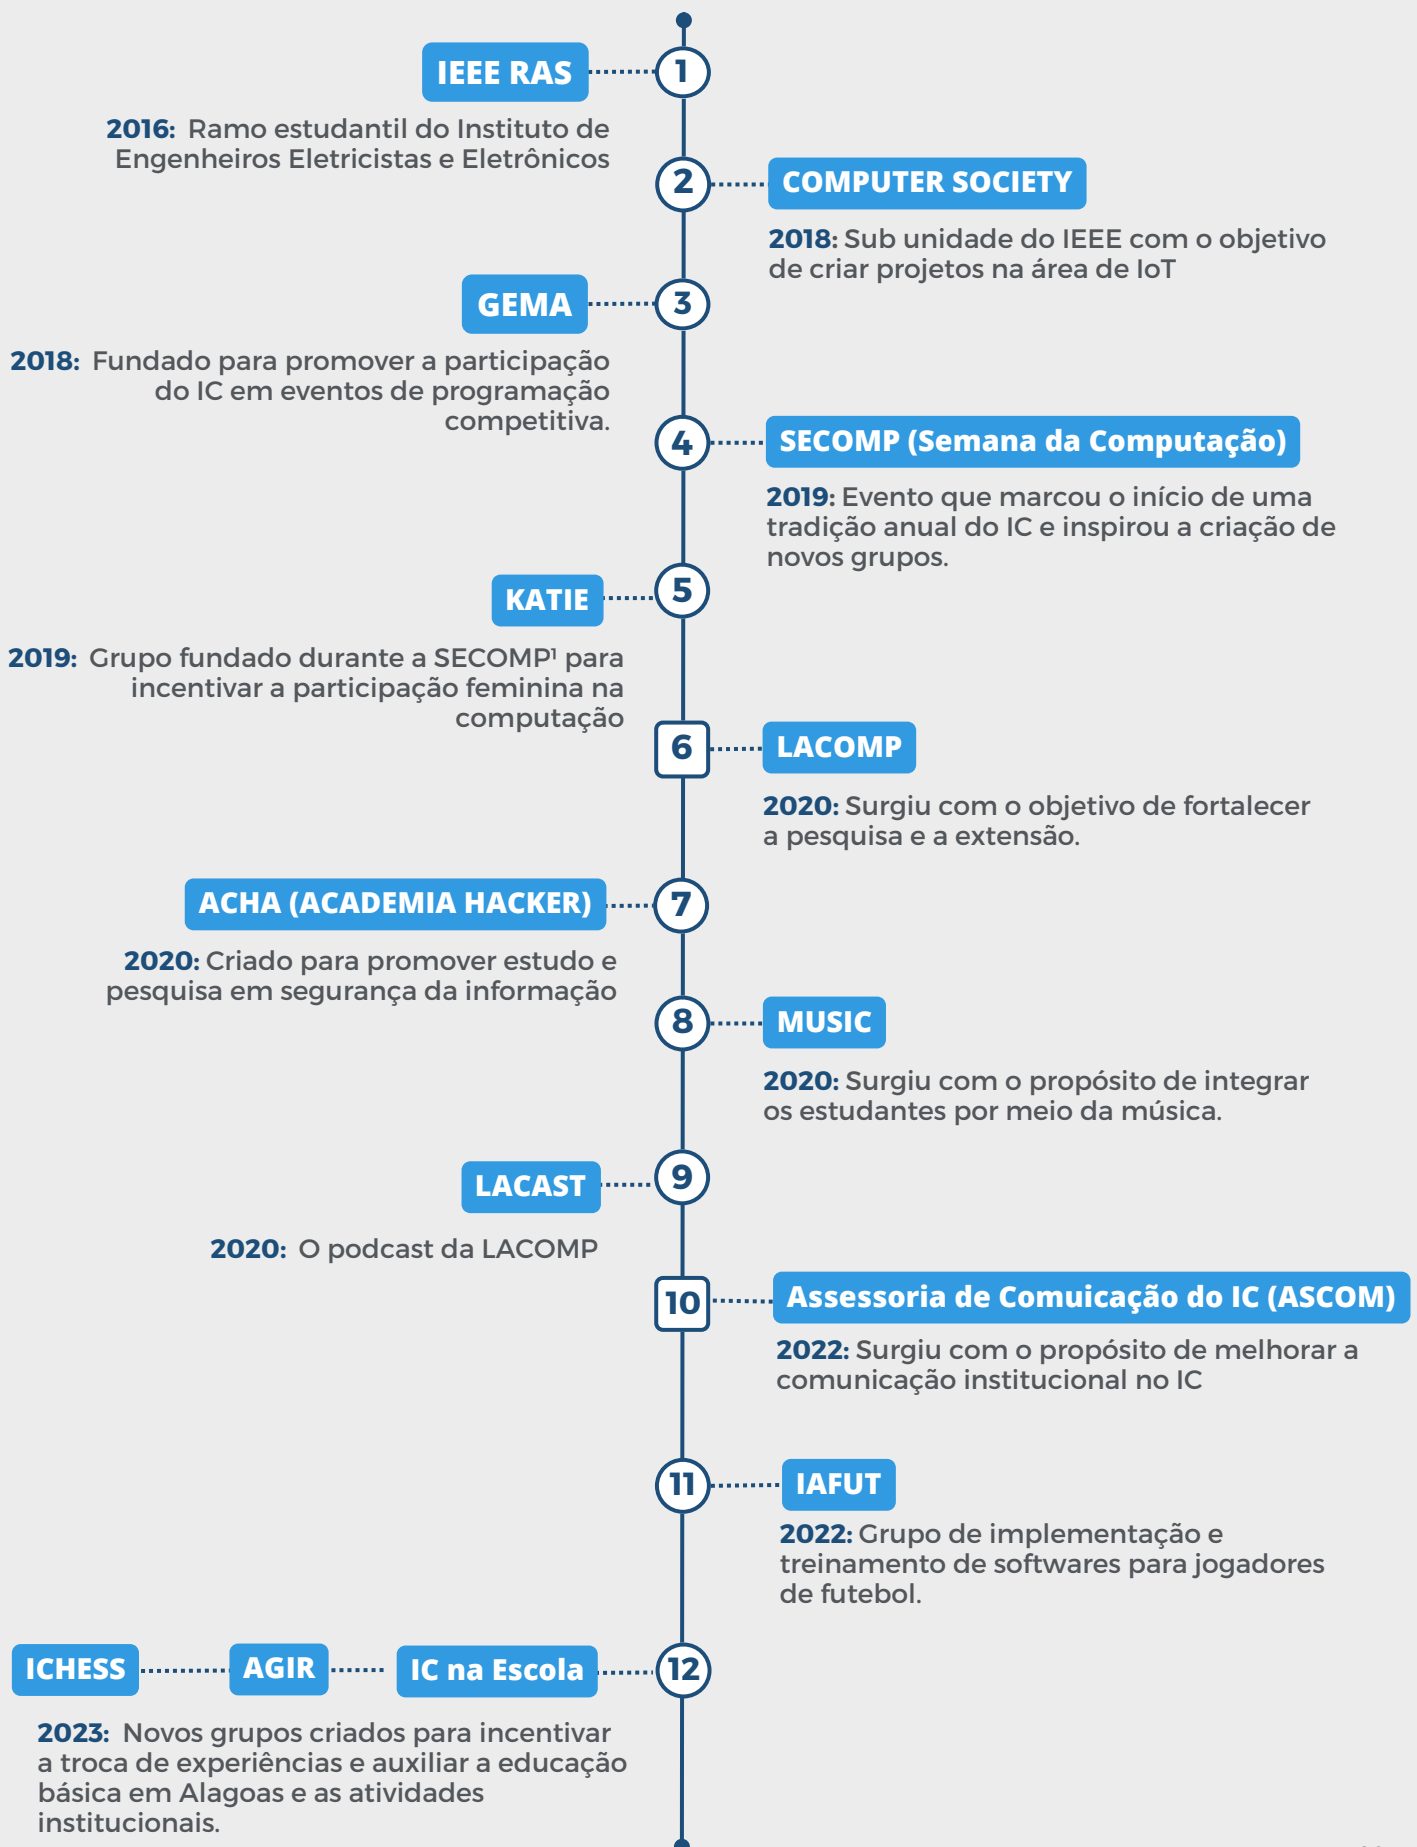 IEEE RAS
1
2016: Ramo estudantil do Instituto de
Engenheiros Eletricistas e Eletrônicos
2
COMPUTER SOCIETY
2018: Sub unidade do IEEE com o objetivo
de criar projetos na área de IoT
GEMA
3
2018: Fundado para promover a participação
do IC em eventos de programação
competitiva.
4
SECOMP (Semana da Computação)
2019: Evento que marcou o início de uma
tradição anual do IC e inspirou a criação de
novos grupos.
KATIE
5
2019: Grupo fundado durante a SECOMP¹ para
incentivar a participação feminina na
computação
6
LACOMP
2020: Surgiu com o objetivo de fortalecer
a pesquisa e a extensão.
ACHA (ACADEMIA HACKER)
7
2020: Criado para promover estudo e
pesquisa em segurança da informação
8
MUSIC
2020: Surgiu com o propósito de integrar
os estudantes por meio da música.
LACAST
9
2020: O podcast da LACOMP
10
Assessoria de Comuicação do IC (ASCOM)
2022: Surgiu com o propósito de melhorar a
comunicação institucional no IC
11
IAFUT
2022: Grupo de implementação e
treinamento de softwares para jogadores
de futebol.
ICHESS AGIR IC na Escola
12
2023: Novos grupos criados para incentivar
a troca de experiências e auxiliar a educação
básica em Alagoas e as atividades
institucionais.